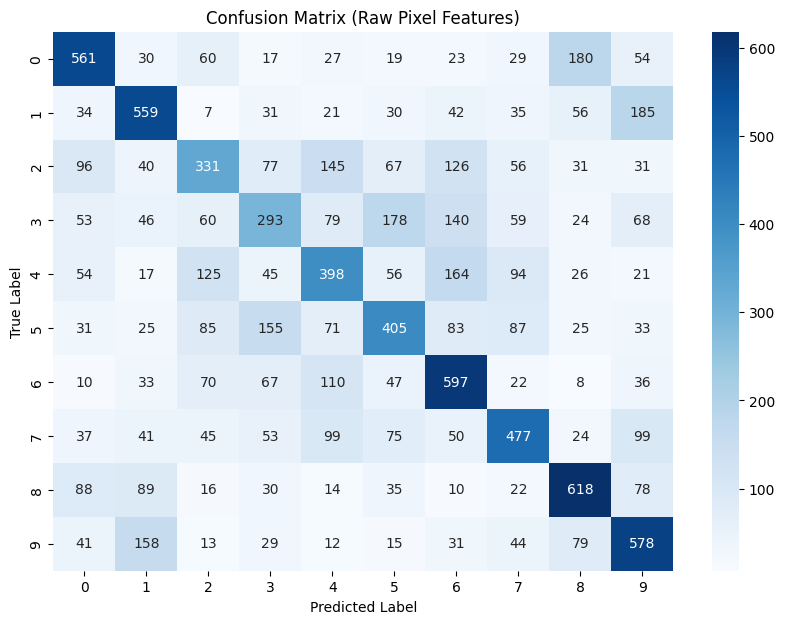 Confusion Matrix (Raw Pixel Features)
0 561 30 60 17 27 19 23 29 180 54
1 34 559 7 31 21 30 42 35 56 185
2 96 40 331 77 145 67 126 56 31 31
3 53 46 60 293 79 178 140 59 24 68
4 54 17 125 45 398 56 164 94 26 21
5 31 25 85 155 71 405 83 87 25 33
6 10 33 70 67 110 47 597 22 8 36
7 37 41 45 53 99 75 50 477 24 99
8 88 89 16 30 14 35 10 22 618 78
9 41 158 13 29 12 15 31 44 79 578
0 1 2 3 4 5 6 7 8 9
Predicted Label
True Label
600
500
400
300
200
100